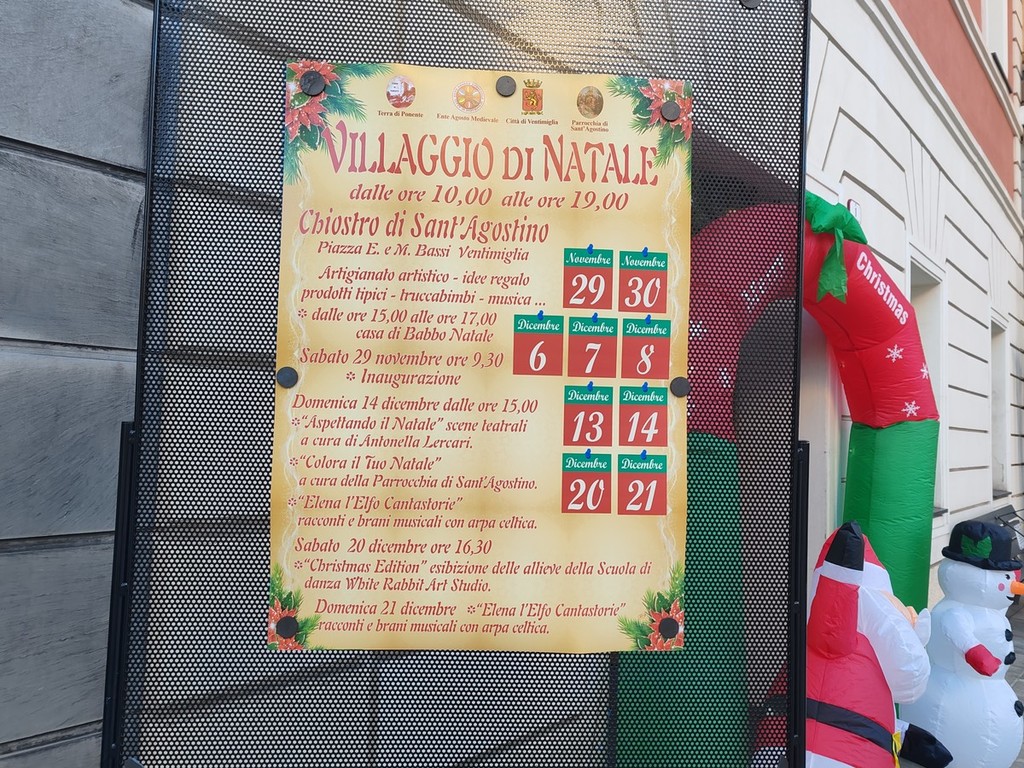 Terra di Ponente
Ente Agosto Medievale
Città di Ventimiglia
Parrocchia di
Sant'Agostino
VILLAGGIO DI NATALE
dalle ore 10,00 alle ore 19,00
Chiostro di Sant'Agostino
Piazza E. e M. Bassi Ventimiglia
Artigianato artistico - idee regalo
prodotti tipici - truccabimbi - musica ...
dalle ore 15,00 alle ore 17,00
casa di Babbo Natale
Sabato 29 novembre ore 9,30
Inaugurazione
Novembre
29
Novembre
30
Dicembre
6
Dicembre
7
Dicembre
8
Dicembre
13
Dicembre
14
Dicembre
20
Dicembre
21
Domenica 14 dicembre dalle ore 15,00
"Aspettando il Natale" scene teatrali
a cura di Antonella Lercari.
"Colora il Tuo Natale"
a cura della Parrocchia di Sant'Agostino.
"Elena l'Elfo Cantastorie"
racconti e brani musicali con arpa celtica.
Sabato 20 dicembre ore 16,30
"Christmas Edition" esibizione delle allieve della Scuola di
danza White Rabbit Art Studio.
Domenica 21 dicembre "Elena l'Elfo Cantastorie"
racconti e brani musicali con arpa celtica.
Christmas